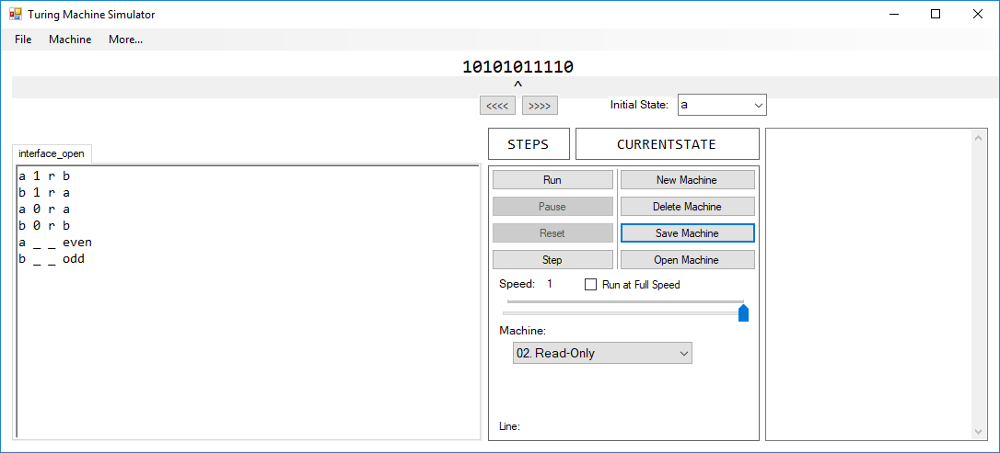 Turing Machine Simulator
File Machine More...
10101011110
^
<<<< >>>> Initial State: a
interface_open
a 1 r b
b 1 r a
a 0 r a
b 0 r b
a _ _ even
b _ _ odd
STEPS CURRENTSTATE
Run New Machine
Pause Delete Machine
Reset Save Machine
Step Open Machine
Speed: 1 Run at Full Speed
Machine:
02. Read-Only
Line: